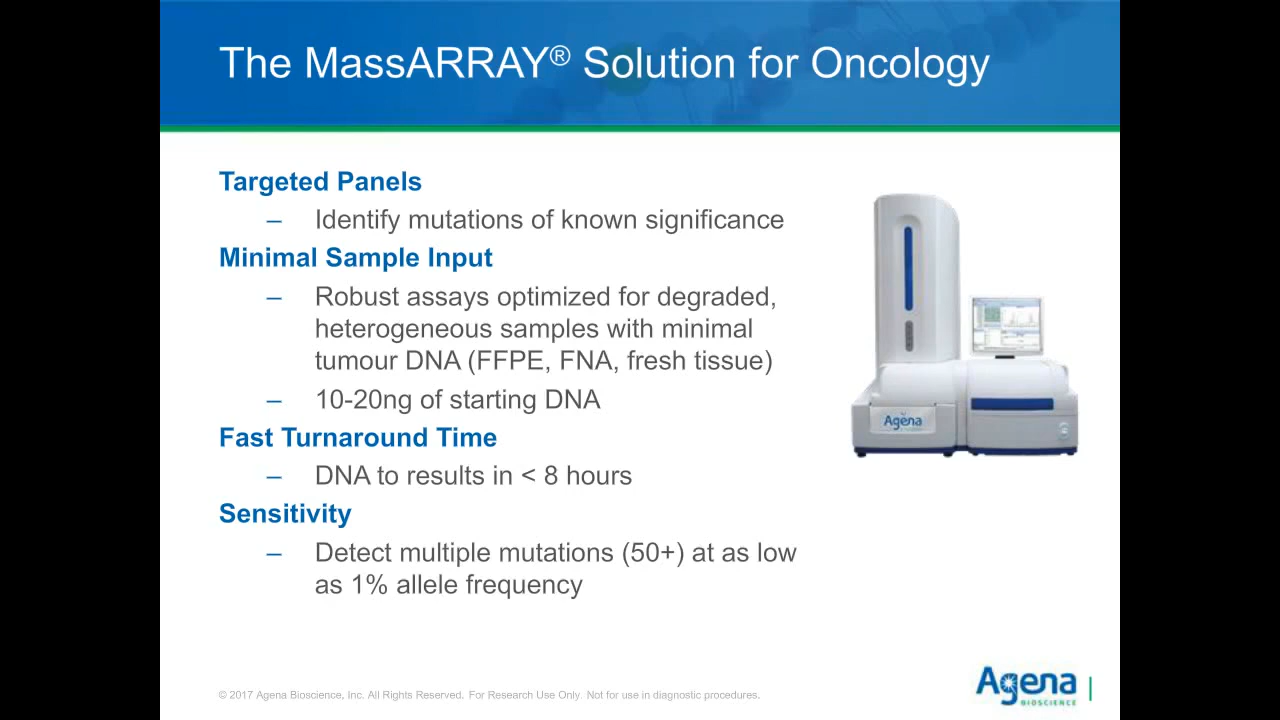 The MassARRAY® Solution for Oncology
Targeted Panels
– Identify mutations of known significance
Minimal Sample Input
– Robust assays optimized for degraded,
heterogeneous samples with minimal
tumour DNA (FFPE, FNA, fresh tissue)
– 10-20ng of starting DNA
Fast Turnaround Time
– DNA to results in < 8 hours
Sensitivity
– Detect multiple mutations (50+) at as low
as 1% allele frequency
Agena
© 2017 Agena Bioscience, Inc. All Rights Reserved. For Research Use Only. Not for use in diagnostic procedures.
Agena
BIOSCIENCE